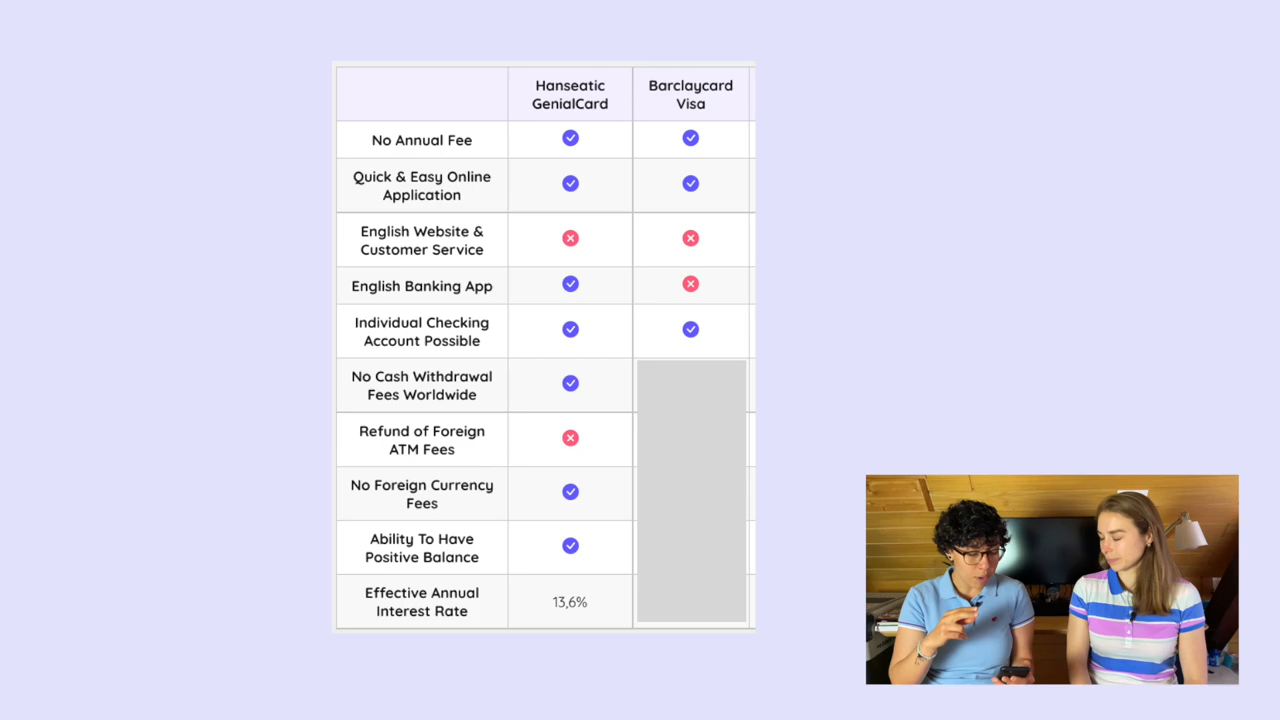 Hanseatic
GenialCard
Barclaycard
Visa
No Annual Fee
Quick & Easy Online
Application
English Website &
Customer Service
English Banking App
Individual Checking
Account Possible
No Cash Withdrawal
Fees Worldwide
Refund of Foreign
ATM Fees
No Foreign Currency
Fees
Ability To Have
Positive Balance
Effective Annual
Interest Rate
13,6%